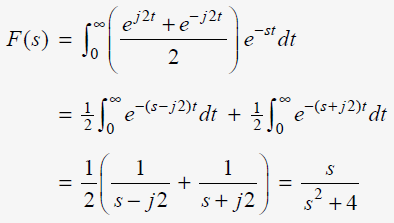 F(s) = ∫₀^∞ ( (e^{j2t} + e^{-j2t}) / 2 ) e^{-st} dt
= ½ ∫₀^∞ e^{-(s-j2)t} dt + ½ ∫₀^∞ e^{-(s+j2)t} dt
= 1/2 ( 1/(s-j2) + 1/(s+j2) ) = s/(s² + 4)